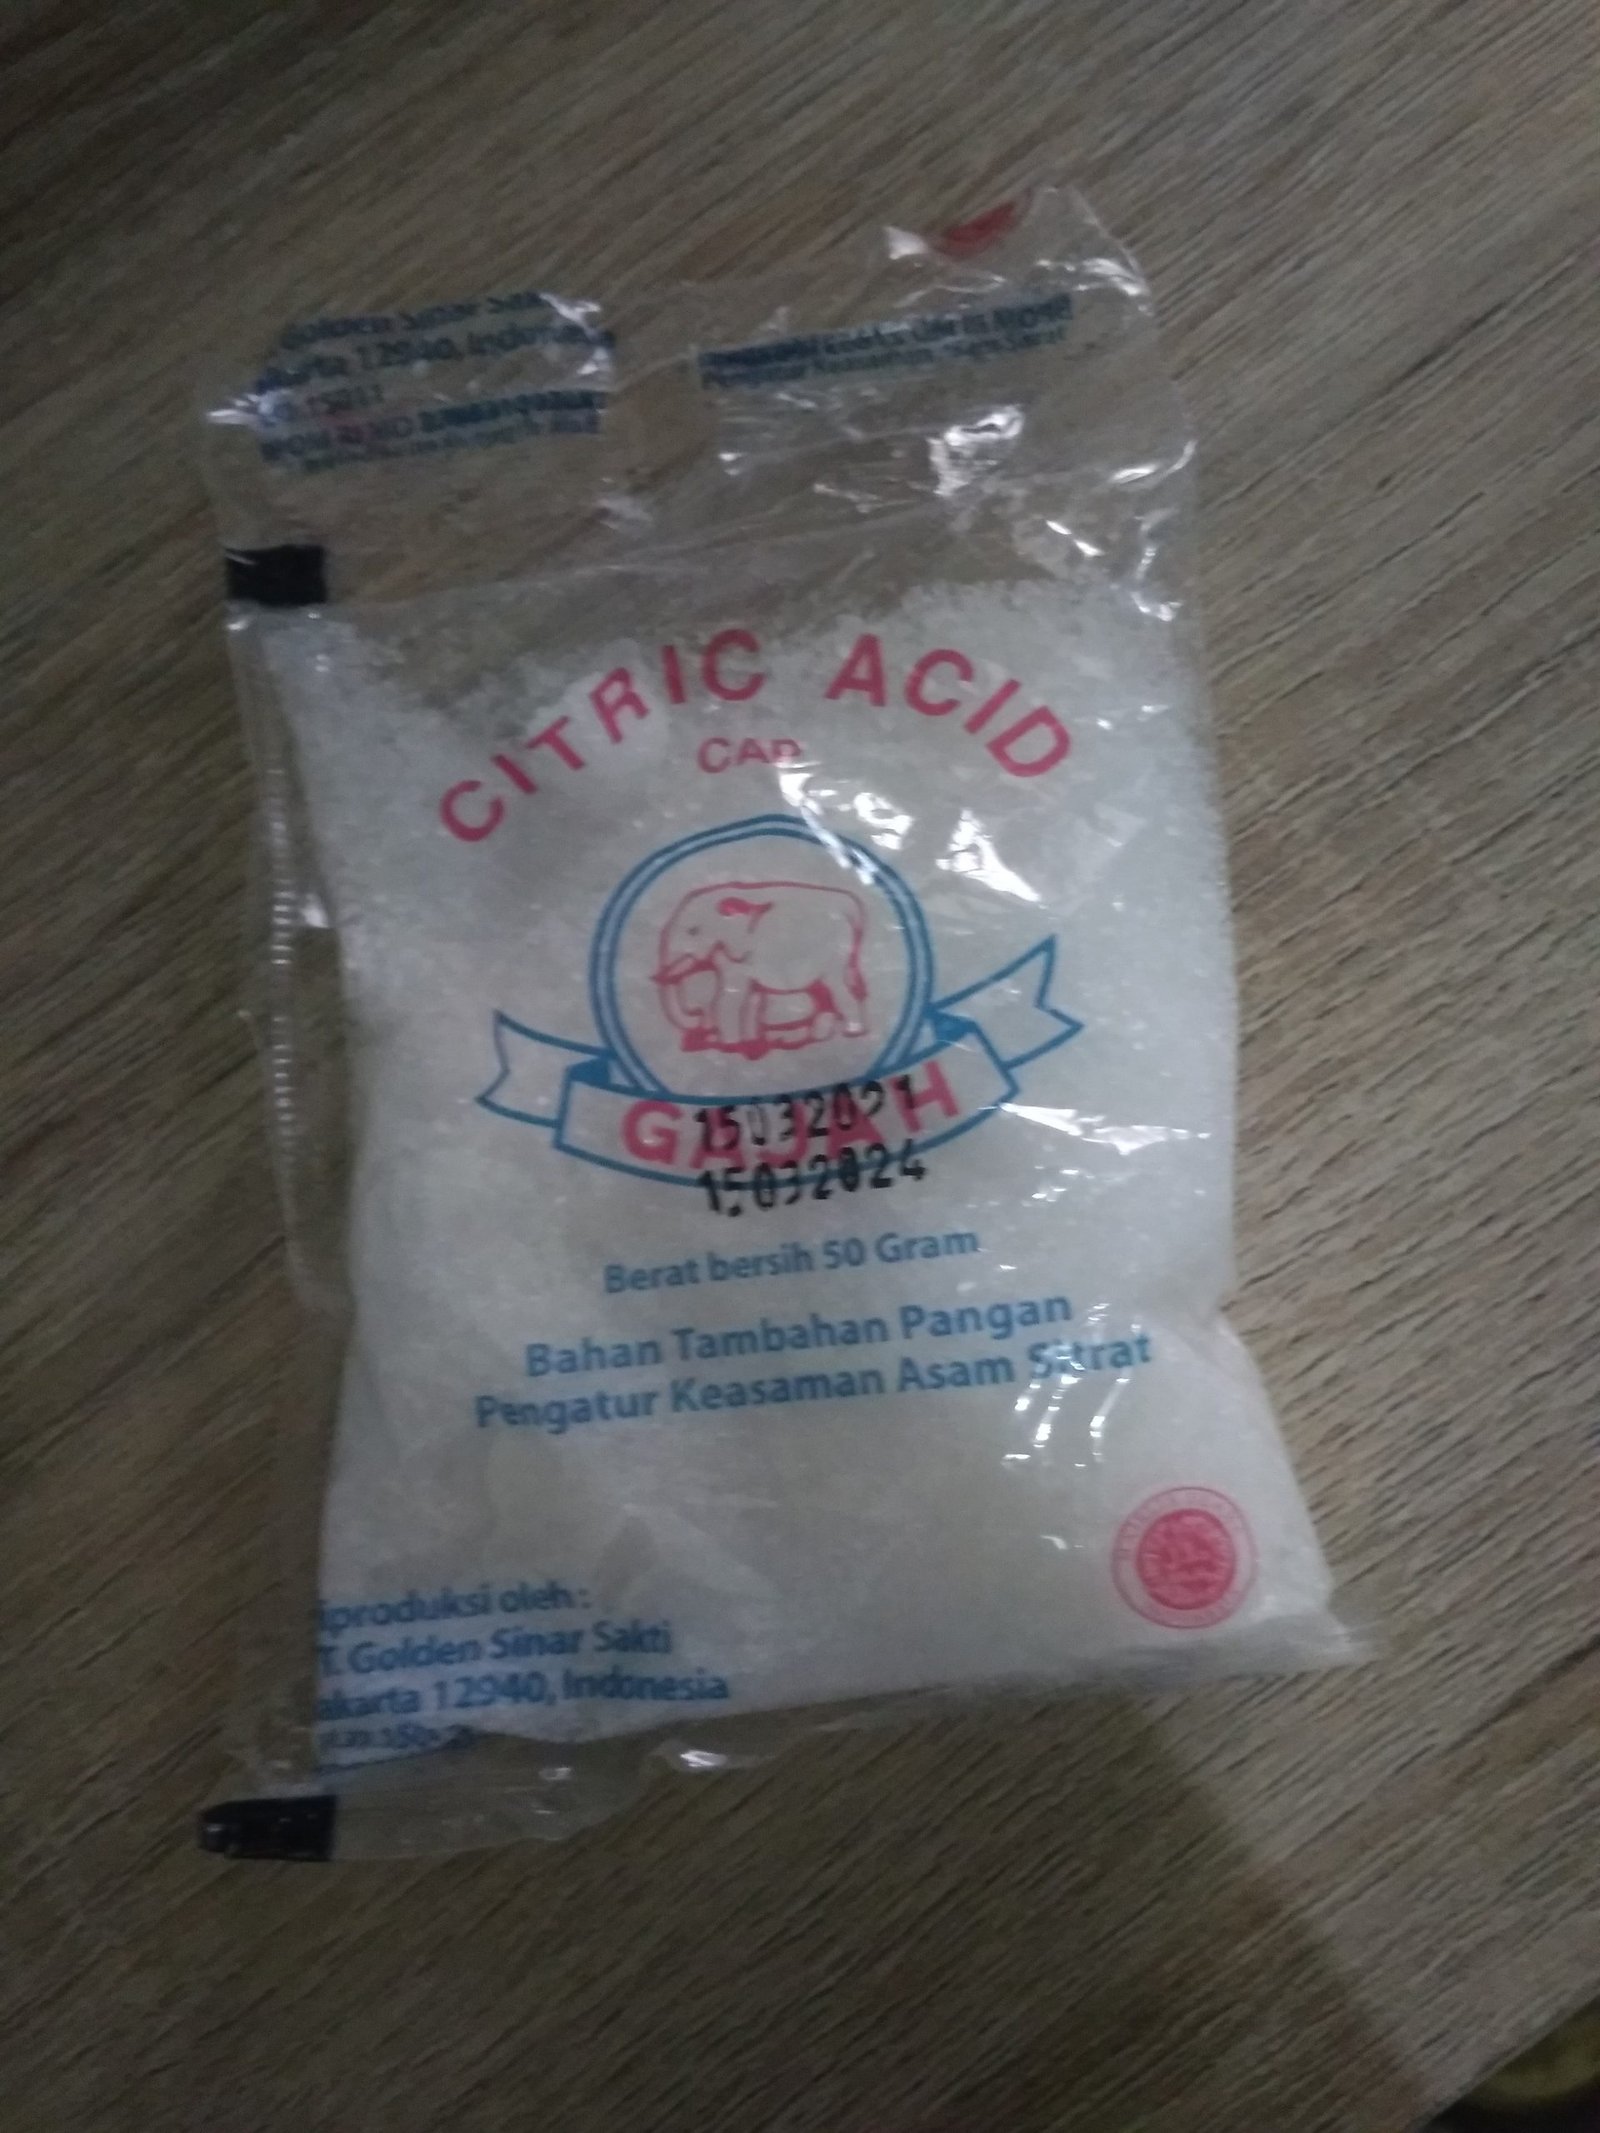 CITRIC ACID
CAP
GAJAH
15032021
15032024
Berat bersih 50 Gram
Bahan Tambahan Pangan
Pengatur Keasaman Asam Sitrat
iproduksi oleh :
T. Golden Sinar Sakti
akarta 12940, Indonesia